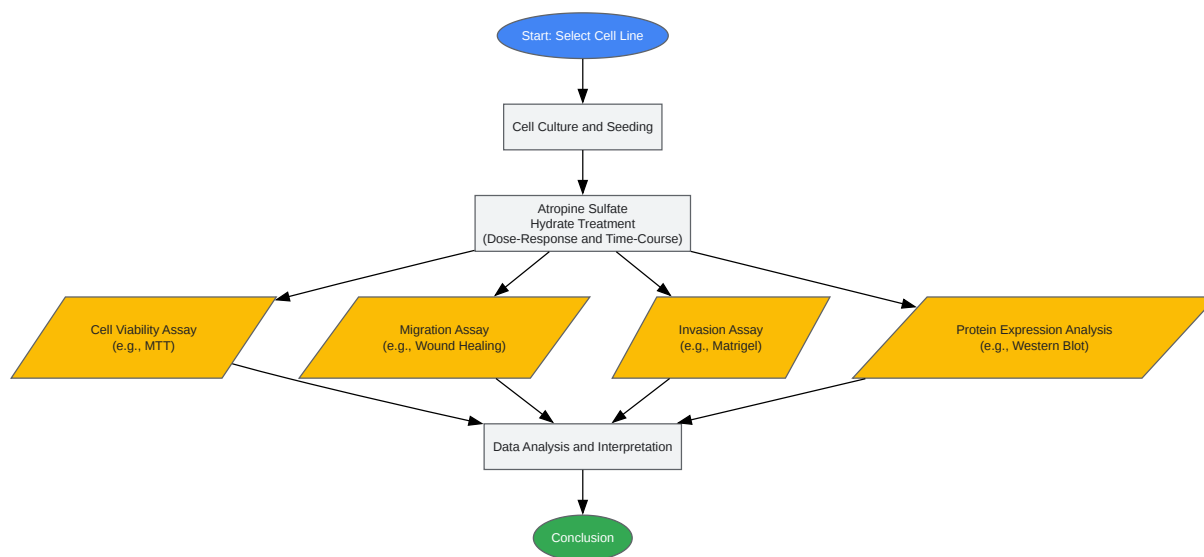 Start: Select Cell Line
Cell Culture and Seeding
Atropine Sulfate
Hydrate Treatment
(Dose-Response and Time-Course)
Cell Viability Assay
(e.g., MTT)
Migration Assay
(e.g., Wound Healing)
Invasion Assay
(e.g., Matrigel)
Protein Expression Analysis
(e.g., Western Blot)
Data Analysis and Interpretation
Conclusion